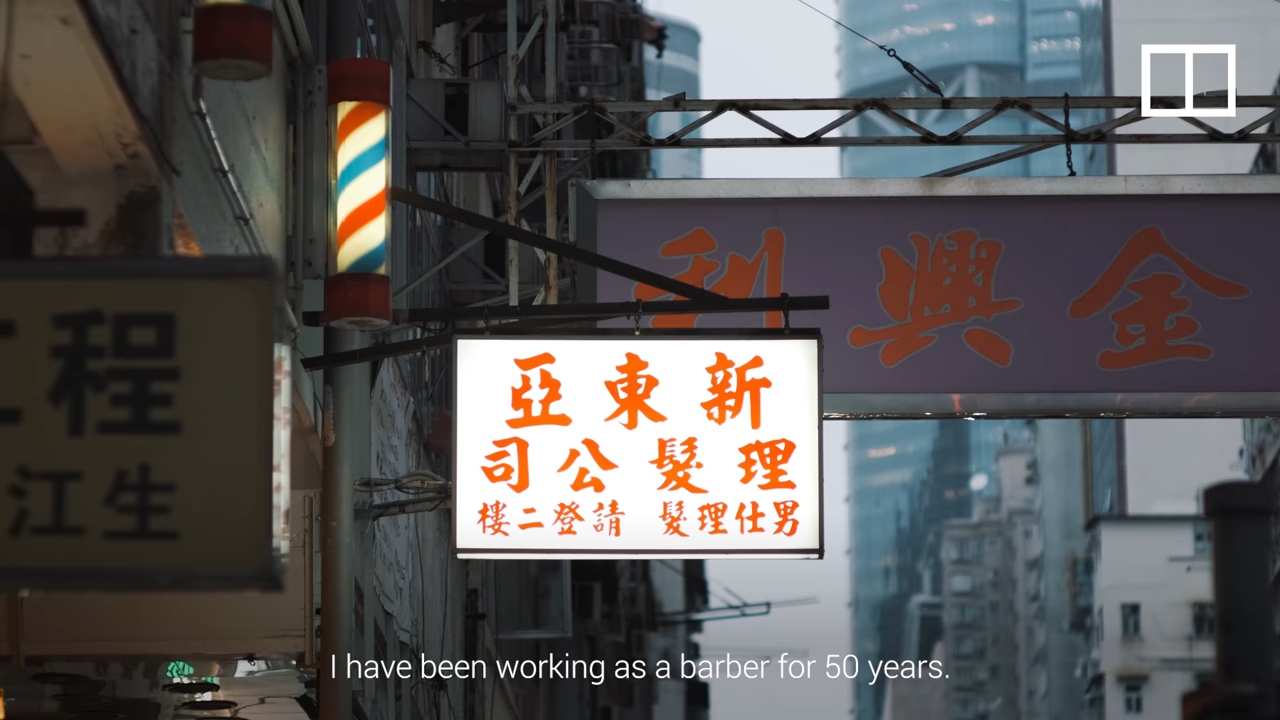 金興利
新東亞
理髮公司
男仕理髮 請登二樓
程
江生
I have been working as a barber for 50 years.